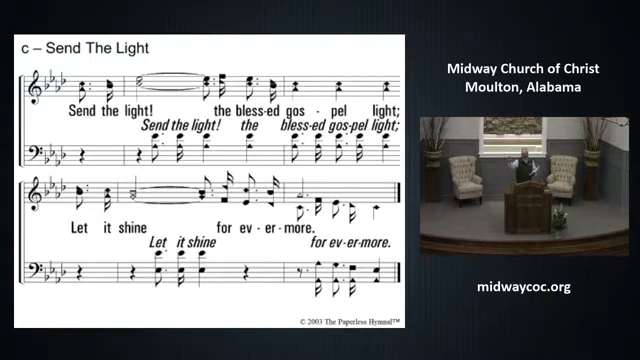 c – Send The Light
Send the light! the bless-ed gos - pel light;
Send the light! the bless-ed gos-pel light;
Let it shine for ev - er - more.
Let it shine for ev-er-more.
© 2003 The Paperless Hymnal™
Midway Church of Christ
Moulton, Alabama
midwaycoc.org